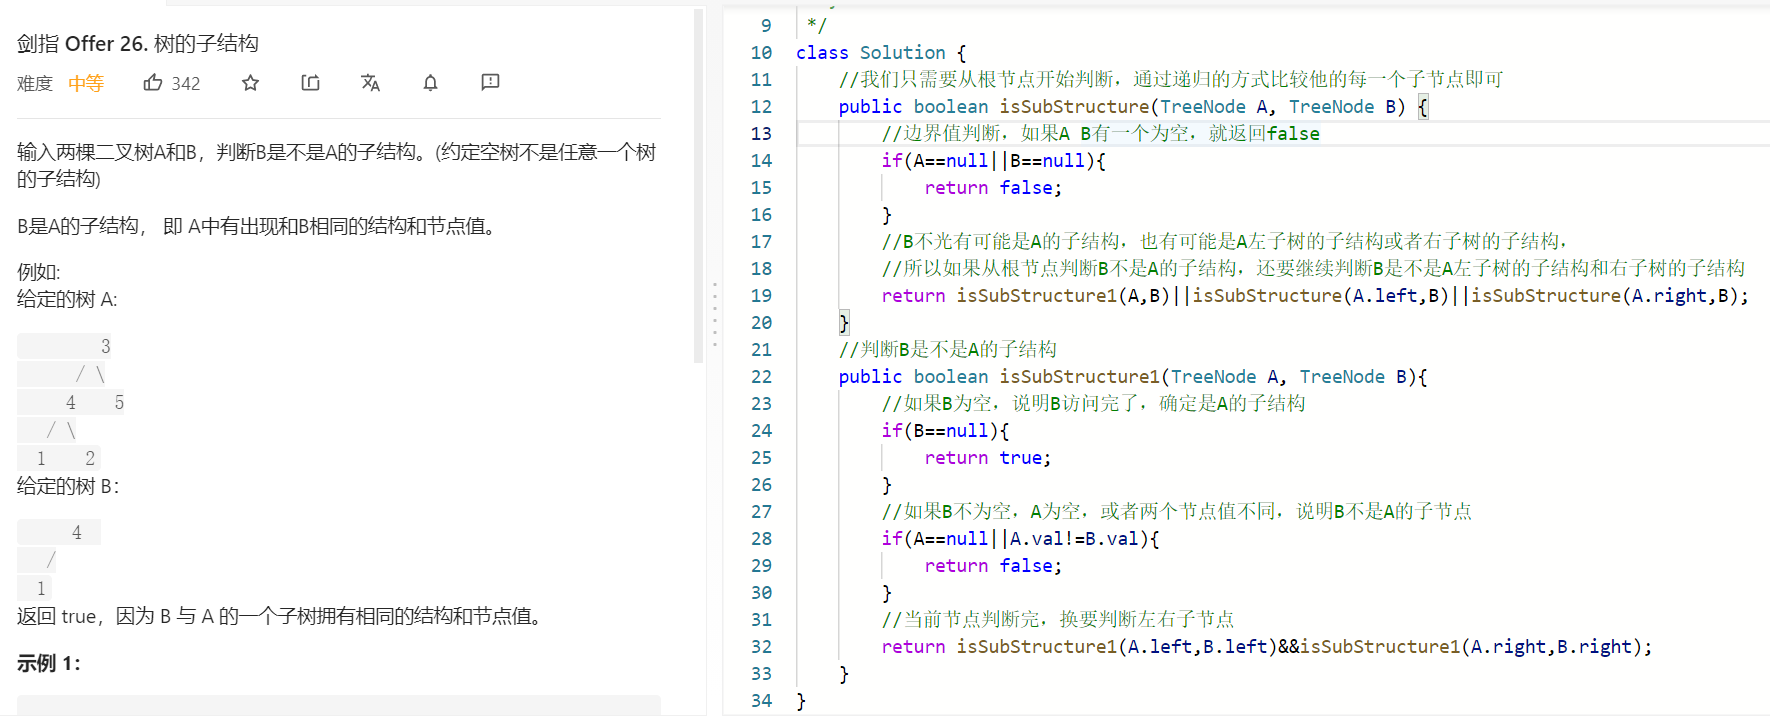 剑指 Offer 26. 树的子结构
难度 中等 342
输入两棵二叉树A和B，判断B是不是A的子结构。(约定空树不是任意一个树
的子结构)
B是A的子结构， 即 A中有出现和B相同的结构和节点值。
例如:
给定的树 A:
3
/ \
4 5
/ \
1 2
给定的树 B：
4
/
1
返回 true，因为 B 与 A 的一个子树拥有相同的结构和节点值。
示例 1：
9 */
10 class Solution {
11 //我们只需要从根节点开始判断，通过递归的方式比较他的每一个子节点即可
12 public boolean isSubStructure(TreeNode A, TreeNode B) {
13 //边界值判断，如果A B有一个为空，就返回false
14 if(A==null||B==null){
15 return false;
16 }
17 //B不光有可能是A的子结构，也有可能是A左子树的子结构或者右子树的子结构，
18 //所以如果从根节点判断B不是A的子结构，还要继续判断B是不是A左子树的子结构和右子树的子结构
19 return isSubStructure1(A,B)||isSubStructure(A.left,B)||isSubStructure(A.right,B);
20 }
21 //判断B是不是A的子结构
22 public boolean isSubStructure1(TreeNode A, TreeNode B){
23 //如果B为空，说明B访问完了，确定是A的子结构
24 if(B==null){
25 return true;
26 }
27 //如果B不为空，A为空，或者两个节点值不同，说明B不是A的子节点
28 if(A==null||A.val!=B.val){
29 return false;
30 }
31 //当前节点判断完，换要判断左右子节点
32 return isSubStructure1(A.left,B.left)&&isSubStructure1(A.right,B.right);
33 }
34 }